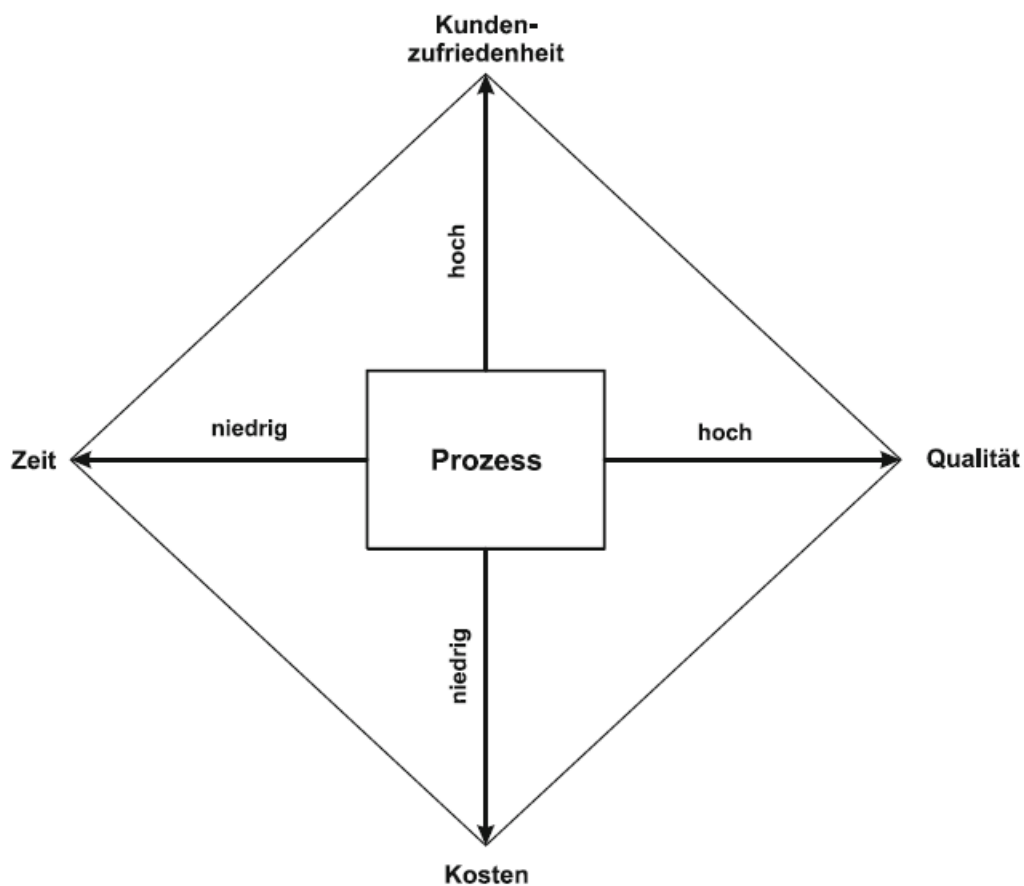 Kunden-
zufriedenheit
hoch
niedrig
hoch
Zeit
Prozess
Qualität
niedrig
Kosten